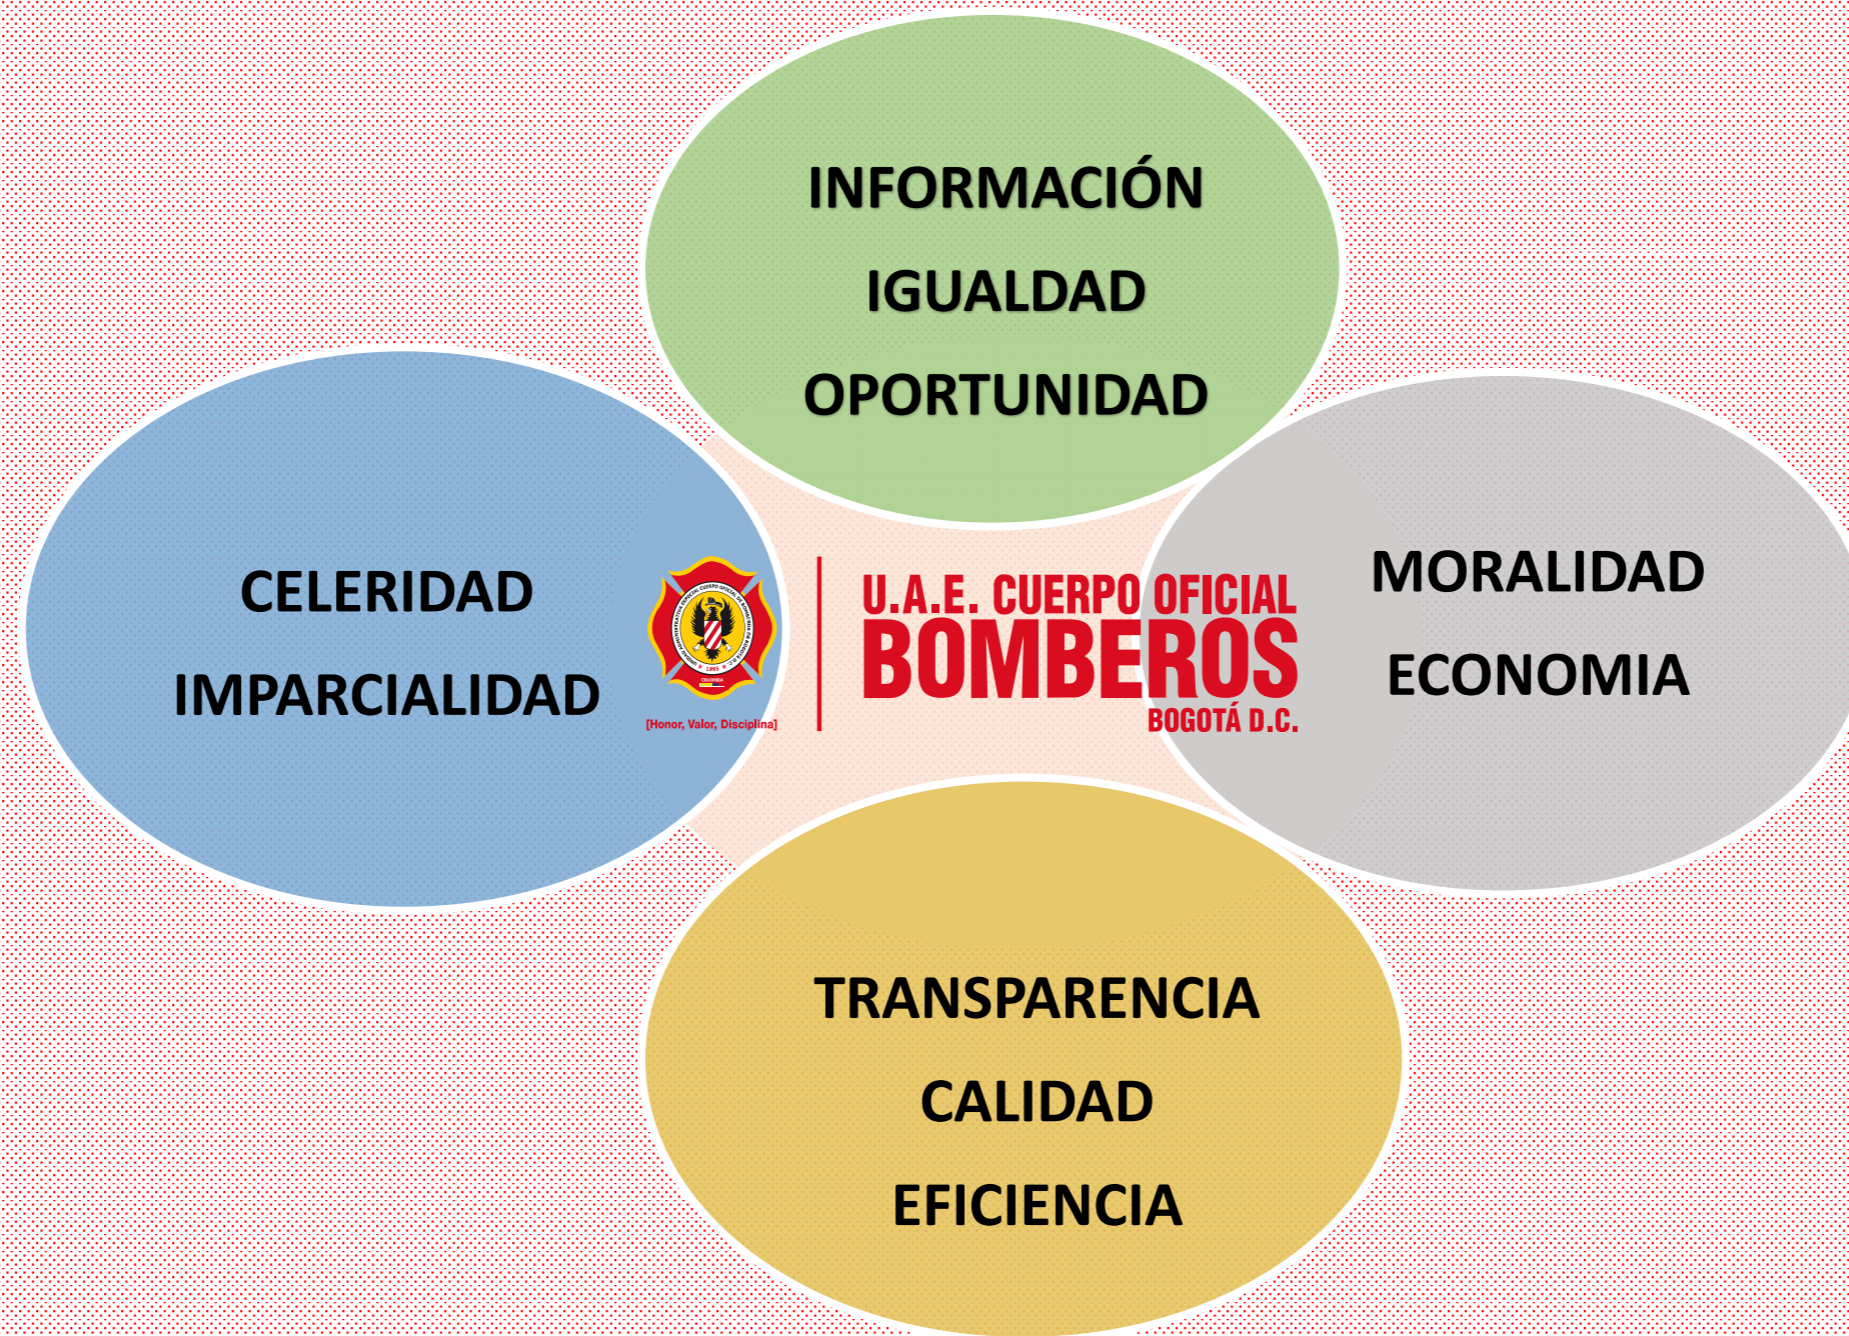 INFORMACIÓN
IGUALDAD
OPORTUNIDAD
CELERIDAD
IMPARCIALIDAD
[Honor, Valor, Disciplina]
U.A.E. CUERPO OFICIAL
BOMBEROS
BOGOTÁ D.C.
MORALIDAD
ECONOMIA
TRANSPARENCIA
CALIDAD
EFICIENCIA